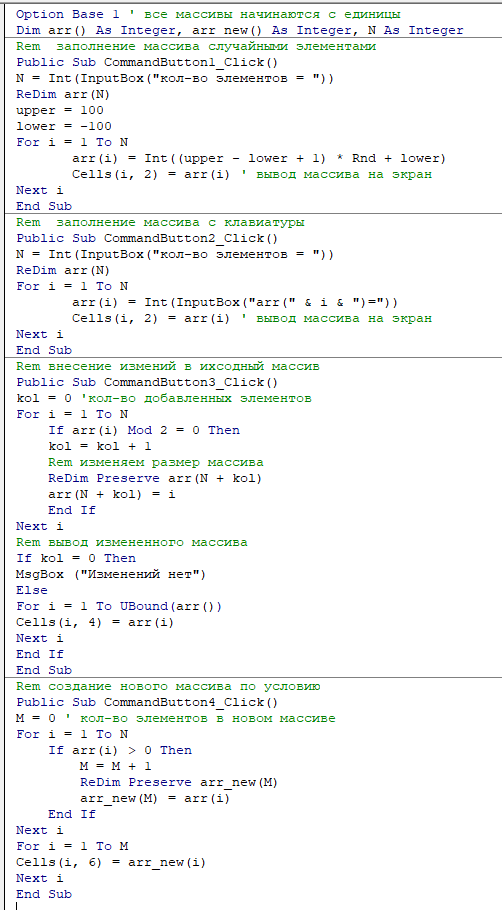 Option Base 1 ' все массивы начинаются с единицы
Dim arr() As Integer, arr_new() As Integer, N As Integer
Rem  заполнение массива случайными элементами
Public Sub CommandButton1_Click()
N = Int(InputBox("кол-во элементов = "))
ReDim arr(N)
upper = 100
lower = -100
For i = 1 To N
       arr(i) = Int((upper - lower + 1) * Rnd + lower)
       Cells(i, 2) = arr(i) ' вывод массива на экран
Next i
End Sub
Rem  заполнение массива с клавиатуры
Public Sub CommandButton2_Click()
N = Int(InputBox("кол-во элементов = "))
ReDim arr(N)
For i = 1 To N
       arr(i) = Int(InputBox("arr(" & i & ")="))
       Cells(i, 2) = arr(i) ' вывод массива на экран
Next i
End Sub
Rem внесение измений в ихсодный массив
Public Sub CommandButton3_Click()
kol = 0 'кол-во добавленных элементов
For i = 1 To N
    If arr(i) Mod 2 = 0 Then
    kol = kol + 1
    Rem изменяем размер массива
    ReDim Preserve arr(N + kol)
    arr(N + kol) = i
    End If
Next i
Rem вывод измененного массива
If kol = 0 Then
MsgBox ("Изменений нет")
Else
For i = 1 To UBound(arr())
Cells(i, 4) = arr(i)
Next i
End If
End Sub
Rem создание нового массива по условию
Public Sub CommandButton4_Click()
M = 0 ' кол-во элементов в новом массиве
For i = 1 To N
    If arr(i) > 0 Then
        M = M + 1
        ReDim Preserve arr_new(M)
        arr_new(M) = arr(i)
    End If
Next i
For i = 1 To M
Cells(i, 6) = arr_new(i)
Next i
End Sub